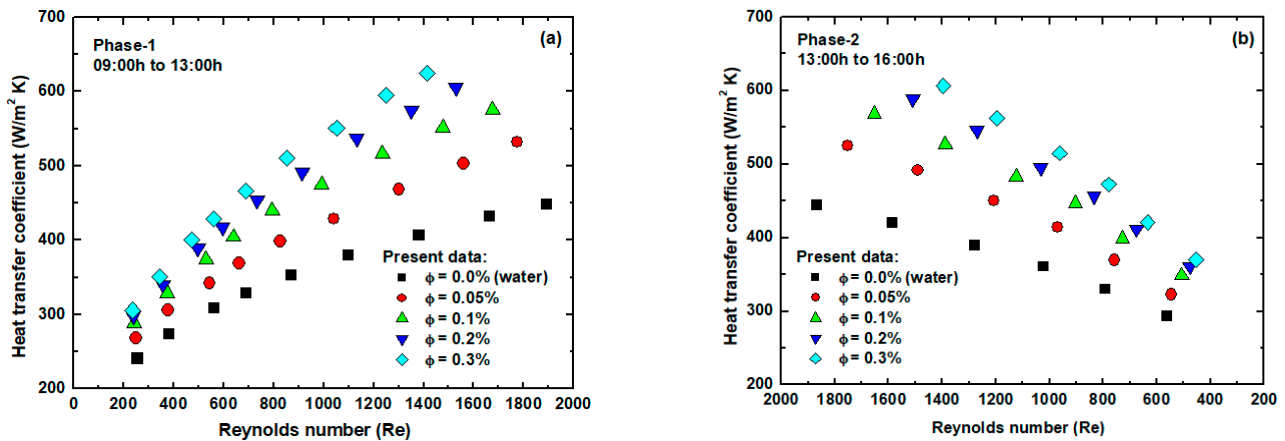 Phase-1
09:00h to 13:00h
(a)
Heat transfer coefficient (W/m² K)
700
600
500
400
300
200
Present data:
ϕ = 0.0% (water)
ϕ = 0.05%
ϕ = 0.1%
ϕ = 0.2%
ϕ = 0.3%
0 200 400 600 800 1000 1200 1400 1600 1800 2000
Reynolds number (Re)
Phase-2
13:00h to 16:00h
(b)
Heat transfer coefficient (W/m² K)
700
600
500
400
300
200
Present data:
ϕ = 0.0% (water)
ϕ = 0.05%
ϕ = 0.1%
ϕ = 0.2%
ϕ = 0.3%
2000 1800 1600 1400 1200 1000 800 600 400 200
Reynolds number (Re)